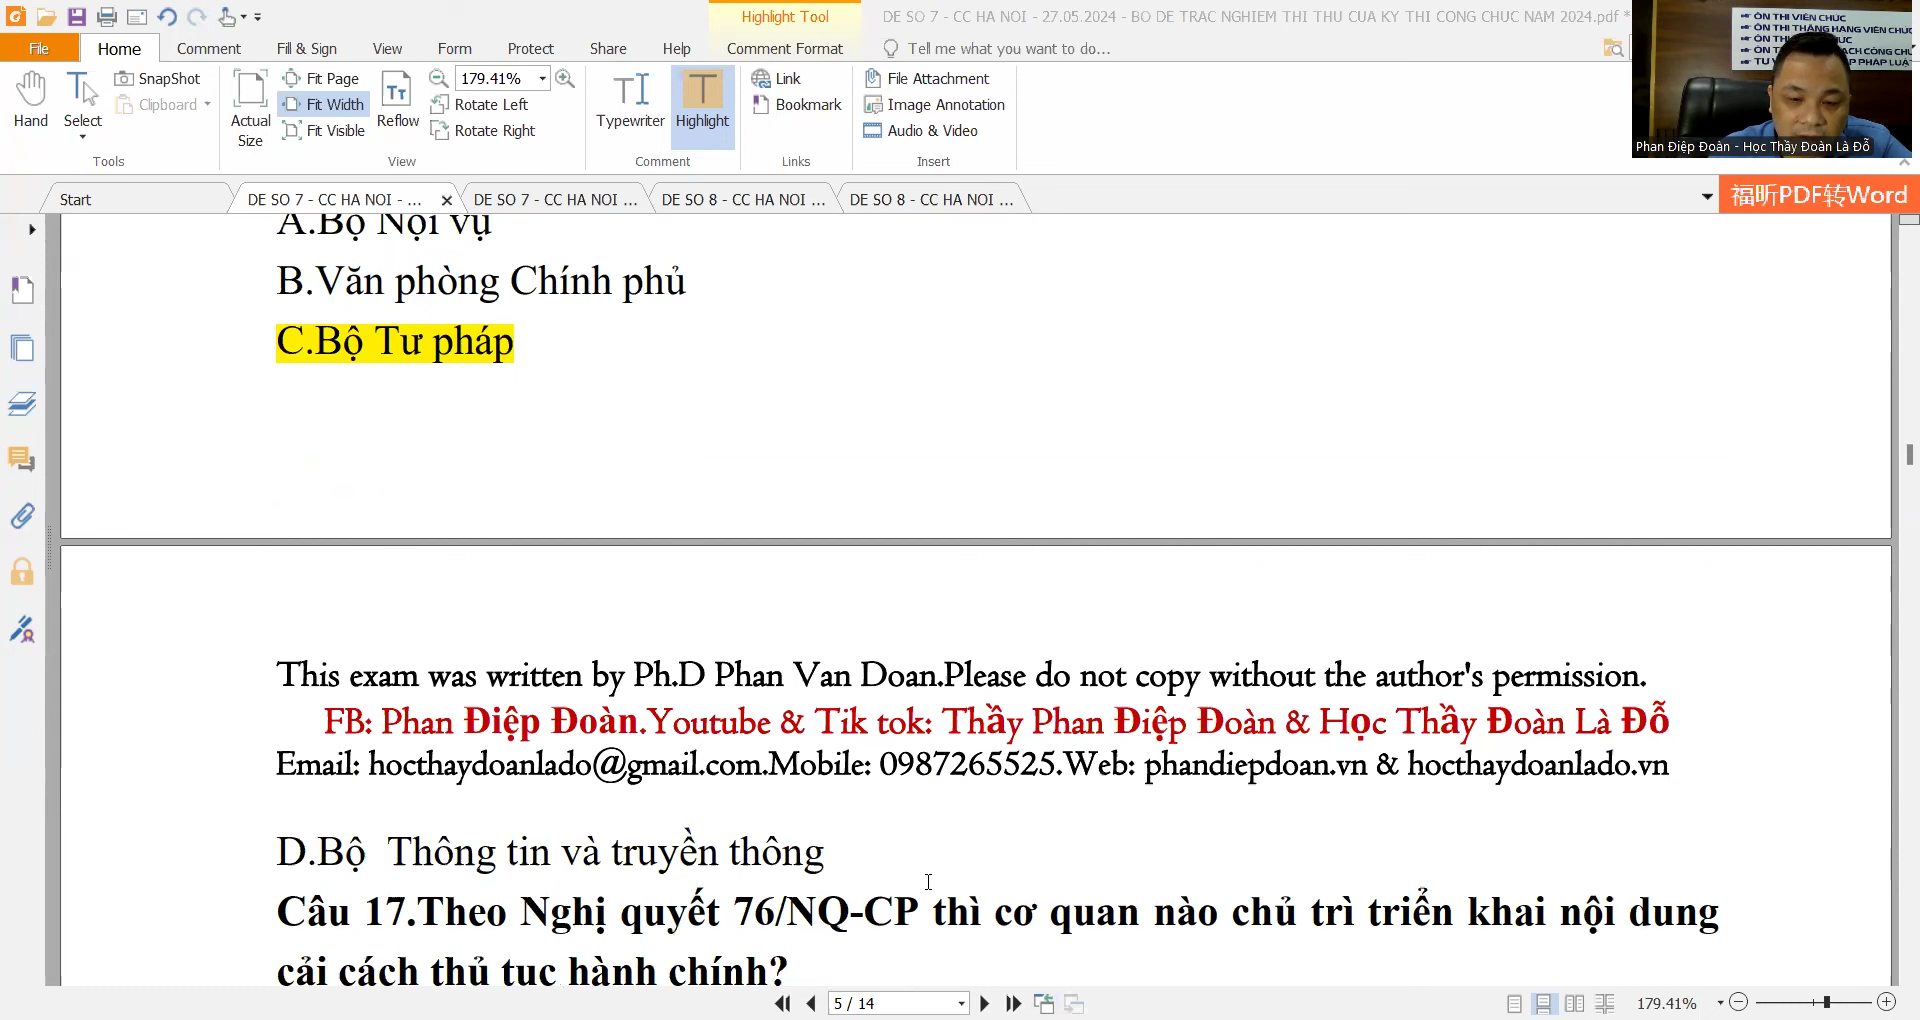 Highlight Tool
DE SO 7 - CC HA NOI - 27.05.2024 - BO DE TRAC NGHIEM THI THU CUA KY THI CONG CHUC NAM 2024.pdf *
File Home Comment Fill & Sign View Form Protect Share Help Comment Format Tell me what you want to do...
Hand
Select
SnapShot
Clipboard
Tools
Actual Size
Fit Page
Fit Width
Fit Visible
Reflow
179.41%
Rotate Left
Rotate Right
View
Typewriter
Highlight
Comment
Link
Bookmark
Links
File Attachment
Image Annotation
Audio & Video
Insert
ÔN THI VIÊN CHỨC
ÔN THI THĂNG HẠNG VIÊN CHỨC
Phan Điệp Đoàn - Học Thầy Đoàn Là Đỗ
Start
DE SO 7 - CC HA NOI - ...
DE SO 7 - CC HA NOI ...
DE SO 8 - CC HA NOI ...
DE SO 8 - CC HA NOI ...
福昕PDF转Word
A.Bộ Nội vụ
B.Văn phòng Chính phủ
C.Bộ Tư pháp
This exam was written by Ph.D Phan Van Doan.Please do not copy without the author's permission.
FB: Phan Điệp Đoàn.Youtube & Tik tok: Thầy Phan Điệp Đoàn & Học Thầy Đoàn Là Đỗ
Email: hocthaydoanlado@gmail.com.Mobile: 0987265525.Web: phandiepdoan.vn & hocthaydoanlado.vn
D.Bộ Thông tin và truyền thông
Câu 17.Theo Nghị quyết 76/NQ-CP thì cơ quan nào chủ trì triển khai nội dung
cải cách thủ tục hành chính?
5 / 14
179.41%